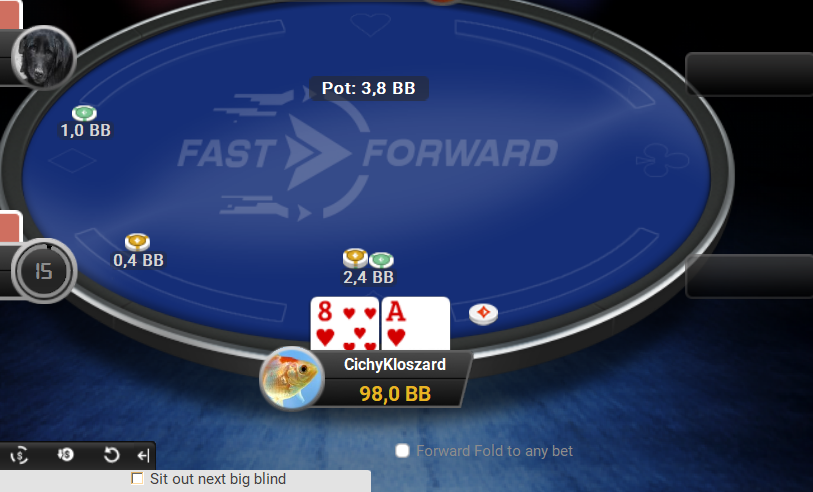 Pot: 3,8 BB
1,0 BB
FAST FORWARD
15
0,4 BB
2,4 BB
8 A
CichyKloszard
98,0 BB
Forward Fold to any bet
Sit out next big blind